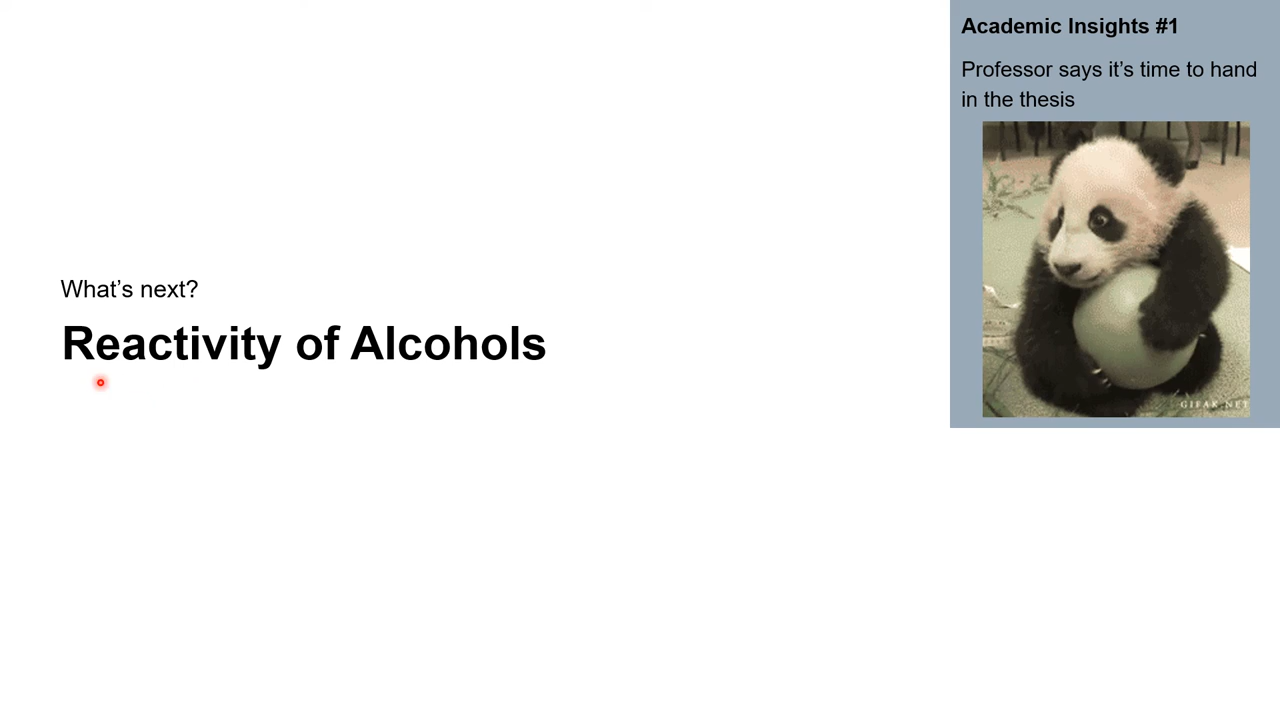 What’s next?
Reactivity of Alcohols
Academic Insights #1
Professor says it’s time to hand
in the thesis
GIFAK.NET